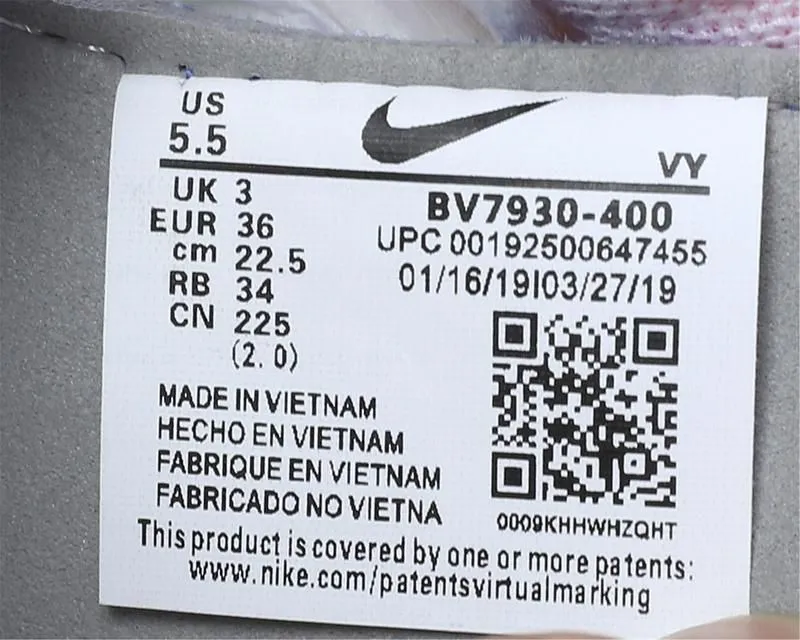 US
5.5
VY
UK 3
EUR 36
cm 22.5
RB 34
CN 225
(2.0)
BV7930-400
UPC 00192500647455
01/16/19|03/27/19
MADE IN VIETNAM
HECHO EN VIETNAM
FABRIQUE EN VIETNAM
FABRICADO NO VIETNA
0009KHHWHZQHT
This product is covered by one or more patents:
www.nike.com/patentsvirtualmarking